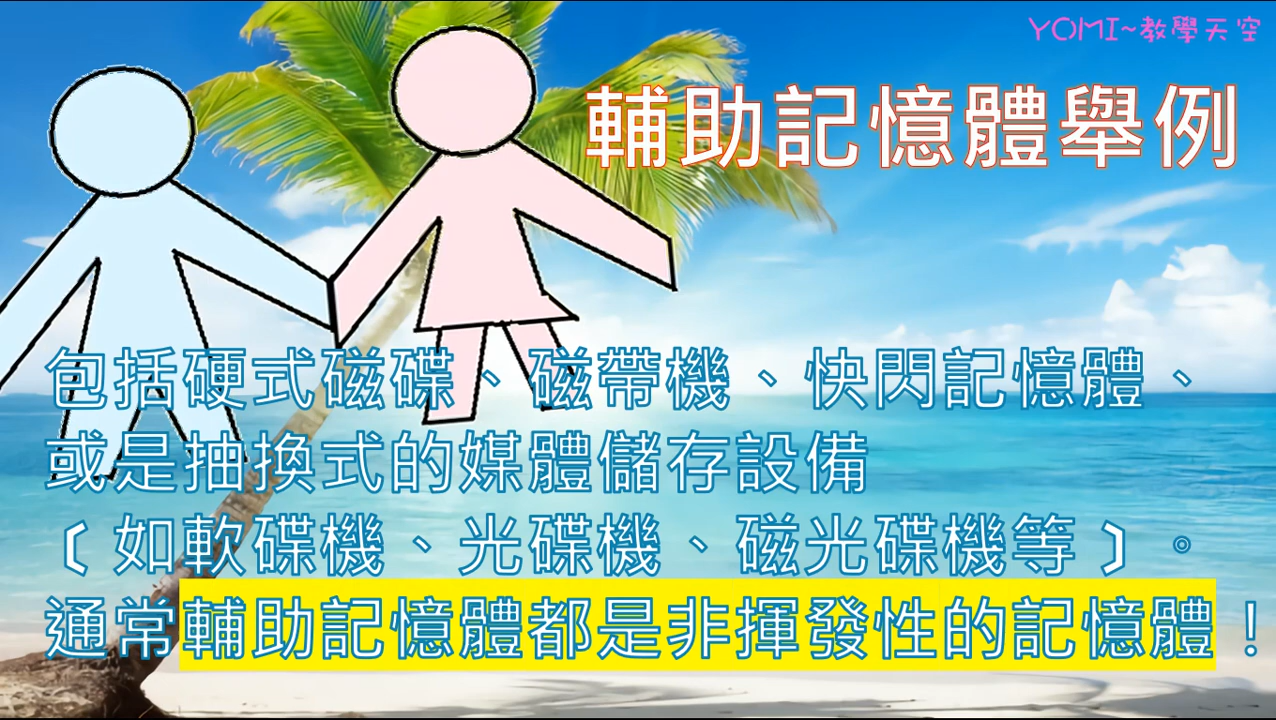 YOMI~教學天空
輔助記憶體舉例
包括硬式磁碟、磁帶機、快閃記憶體、
或是抽換式的媒體儲存設備
﹝如軟碟機、光碟機、磁光碟機等﹞。
通常輔助記憶體都是非揮發性的記憶體！